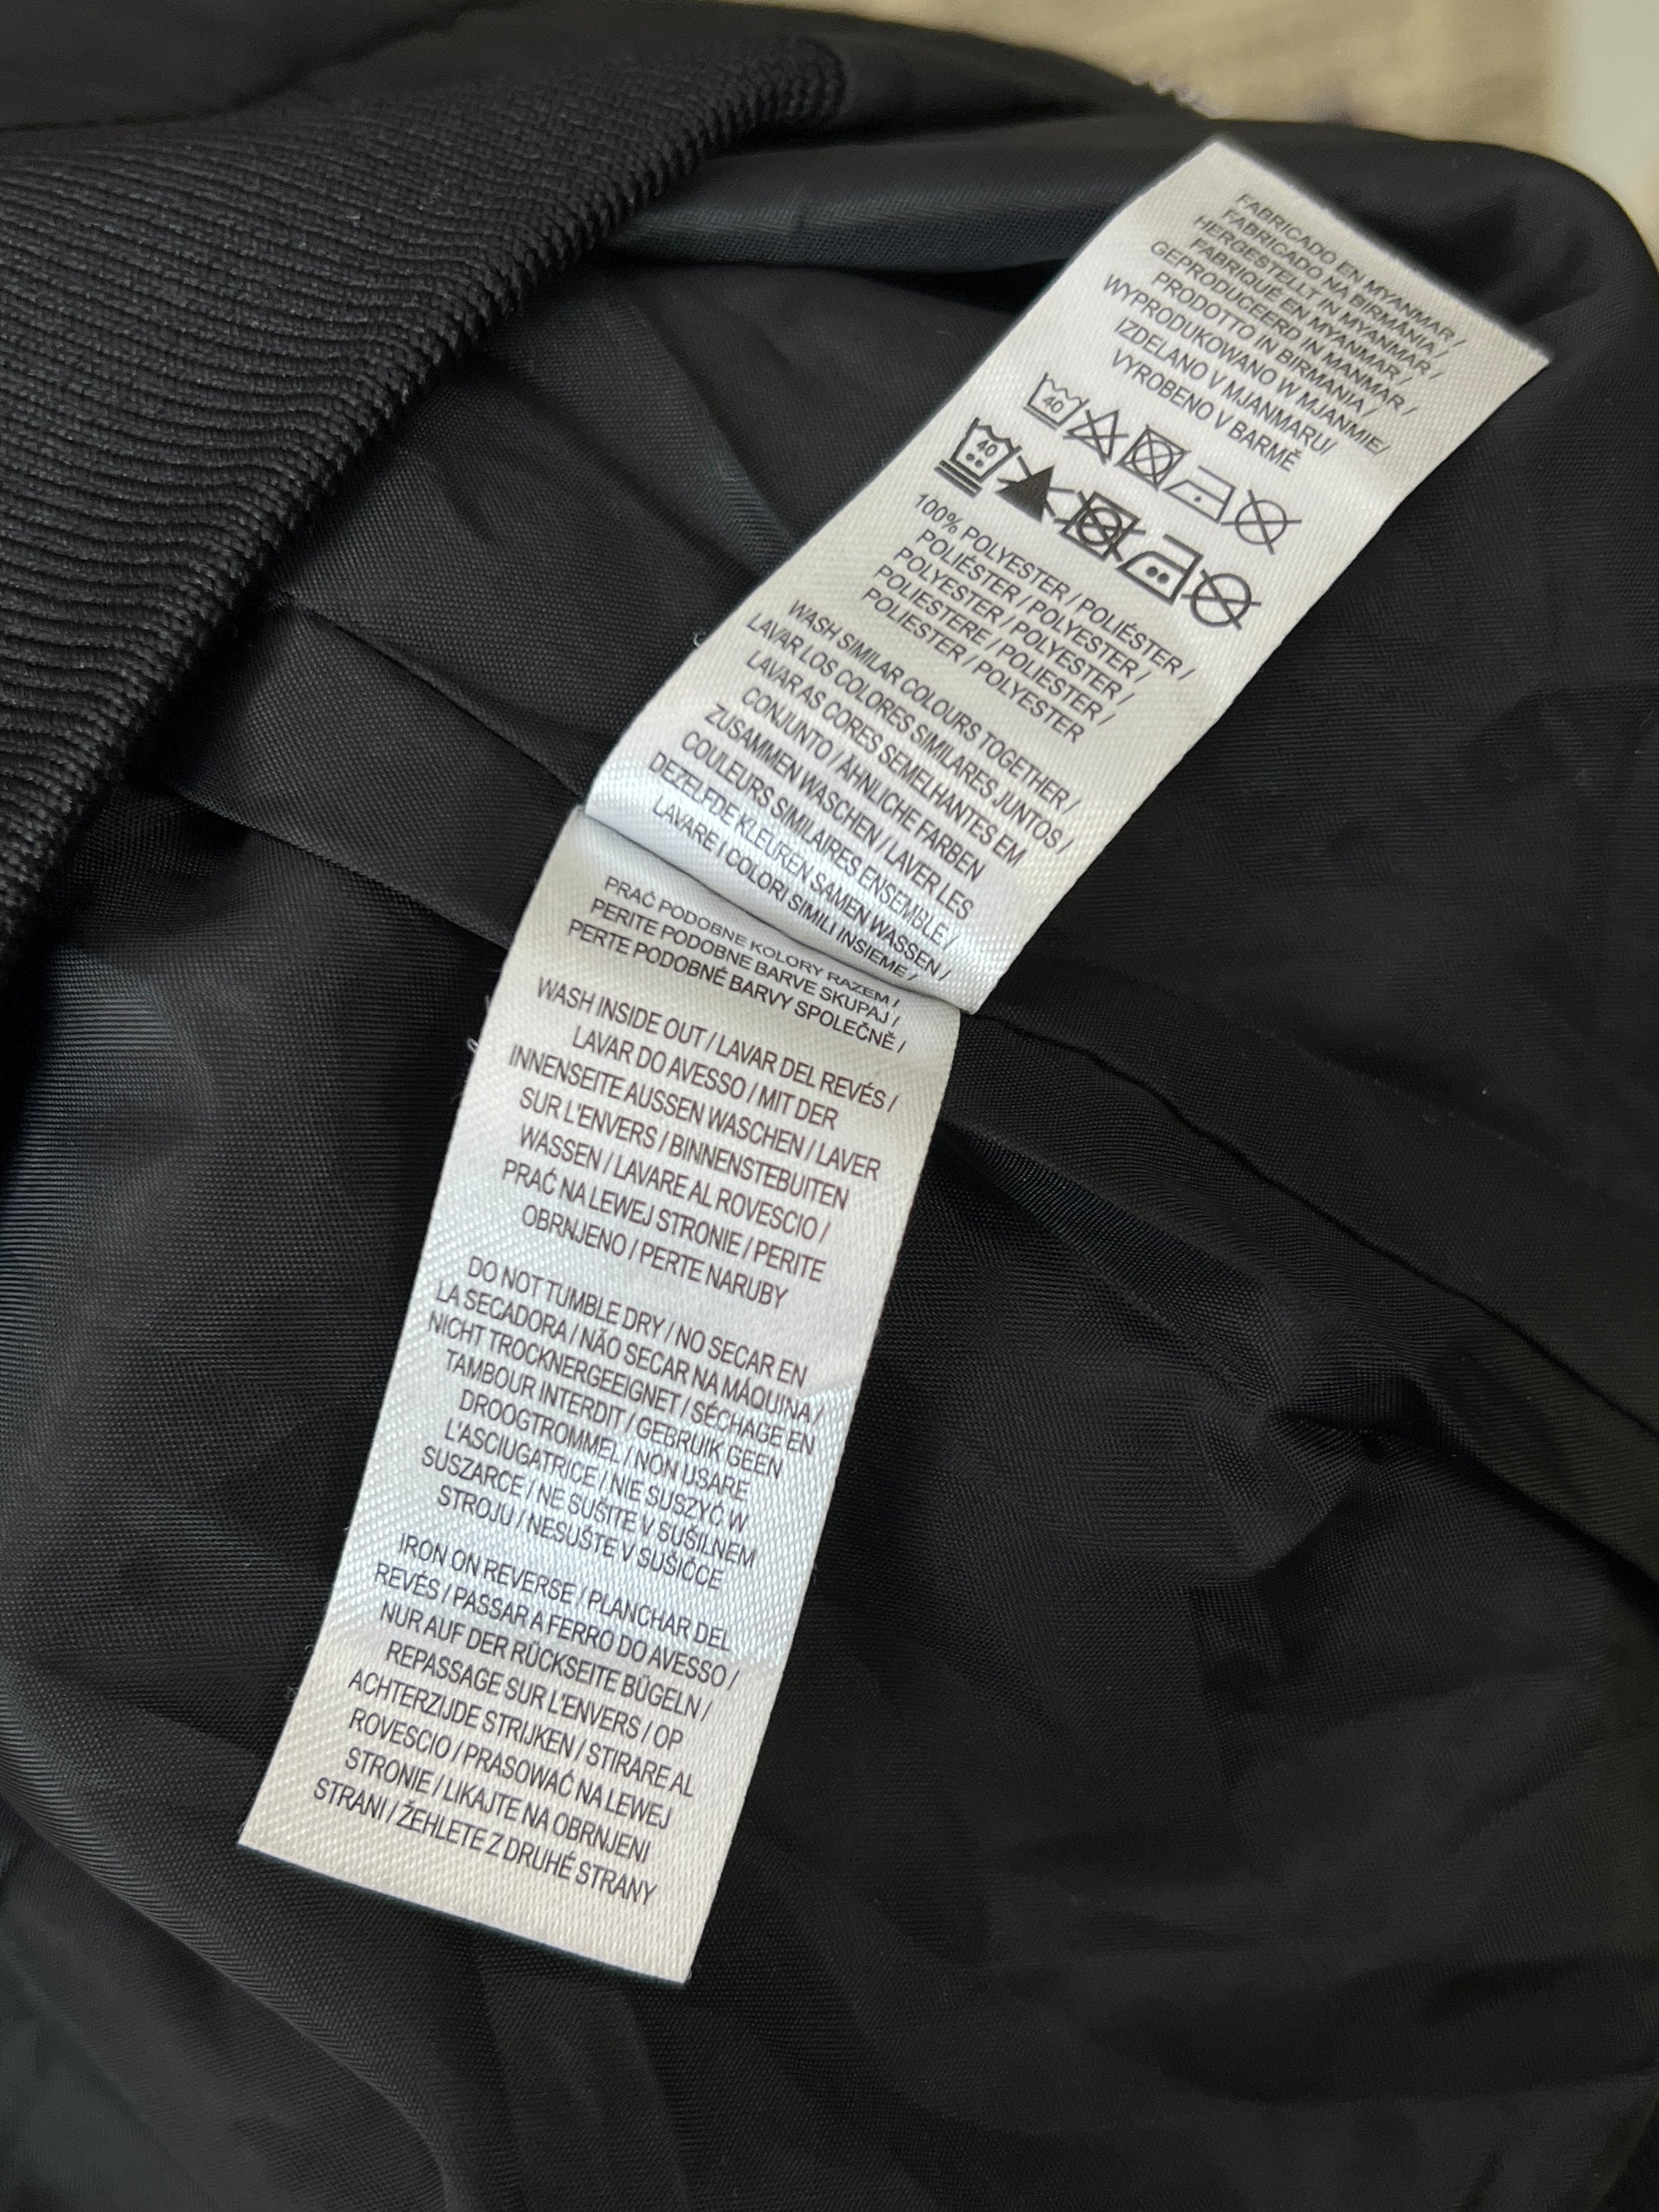 FABRICADO EN MYANMAR /
FABRICADO NA BIRMÂNIA /
HERGESTELLT IN MYANMAR /
FABRIQUÉ EN MYANMAR /
GEPRODUCEERD IN MANMAR /
PRODOTTO IN BIRMANIA /
WYPRODUKOWANO W MJANMIE/
IZDELANO V MJANMARU/
VYROBENO V BARMĚ
40
40
100% POLYESTER / POLIÉSTER /
POLIÉSTER / POLYESTER /
POLYESTER / POLYESTER /
POLIESTERE / POLIESTER /
POLIESTER / POLYESTER
WASH SIMILAR COLOURS TOGETHER /
LAVAR LOS COLORES SIMILARES JUNTOS /
LAVAR AS CORES SEMELHANTES EM
CONJUNTO / ÄHNLICHE FARBEN
ZUSAMMEN WASCHEN / LAVER LES
COULEURS SIMILAIRES ENSEMBLE /
DEZELFDE KLEUREN SAMEN WASSEN /
LAVARE I COLORI SIMILI INSIEME /
PRAĆ PODOBNE KOLORY RAZEM /
PERITE PODOBNE BARVE SKUPAJ /
PERTE PODOBNÉ BARVY SPOLEČNĚ /
WASH INSIDE OUT / LAVAR DEL REVÉS /
LAVAR DO AVESSO / MIT DER
INNENSEITE AUSSEN WASCHEN / LAVER
SUR L'ENVERS / BINNENSTEBUITEN
WASSEN / LAVARE AL ROVESCIO /
PRAĆ NA LEWEJ STRONIE / PERITE
OBRNJENO / PERTE NARUBY
DO NOT TUMBLE DRY / NO SECAR EN
LA SECADORA / NÃO SECAR NA MÁQUINA /
NICHT TROCKNERGEEIGNET / SÉCHAGE EN
TAMBOUR INTERDIT / GEBRUIK GEEN
DROOGTROMMEL / NON USARE
L'ASCIUGATRICE / NIE SUSZYĆ W
SUSZARCE / NE SUŠITE V SUŠILNEM
STROJU / NESUŠTE V SUŠIČCE
IRON ON REVERSE / PLANCHAR DEL
REVÉS / PASSAR A FERRO DO AVESSO /
NUR AUF DER RÜCKSEITE BÜGELN /
REPASSAGE SUR L'ENVERS / OP
ACHTERZIJDE STRIJKEN / STIRARE AL
ROVESCIO / PRASOWAĆ NA LEWEJ
STRONIE / LIKAJTE NA OBRNJENI
STRANI / ŽEHLETE Z DRUHÉ STRANY